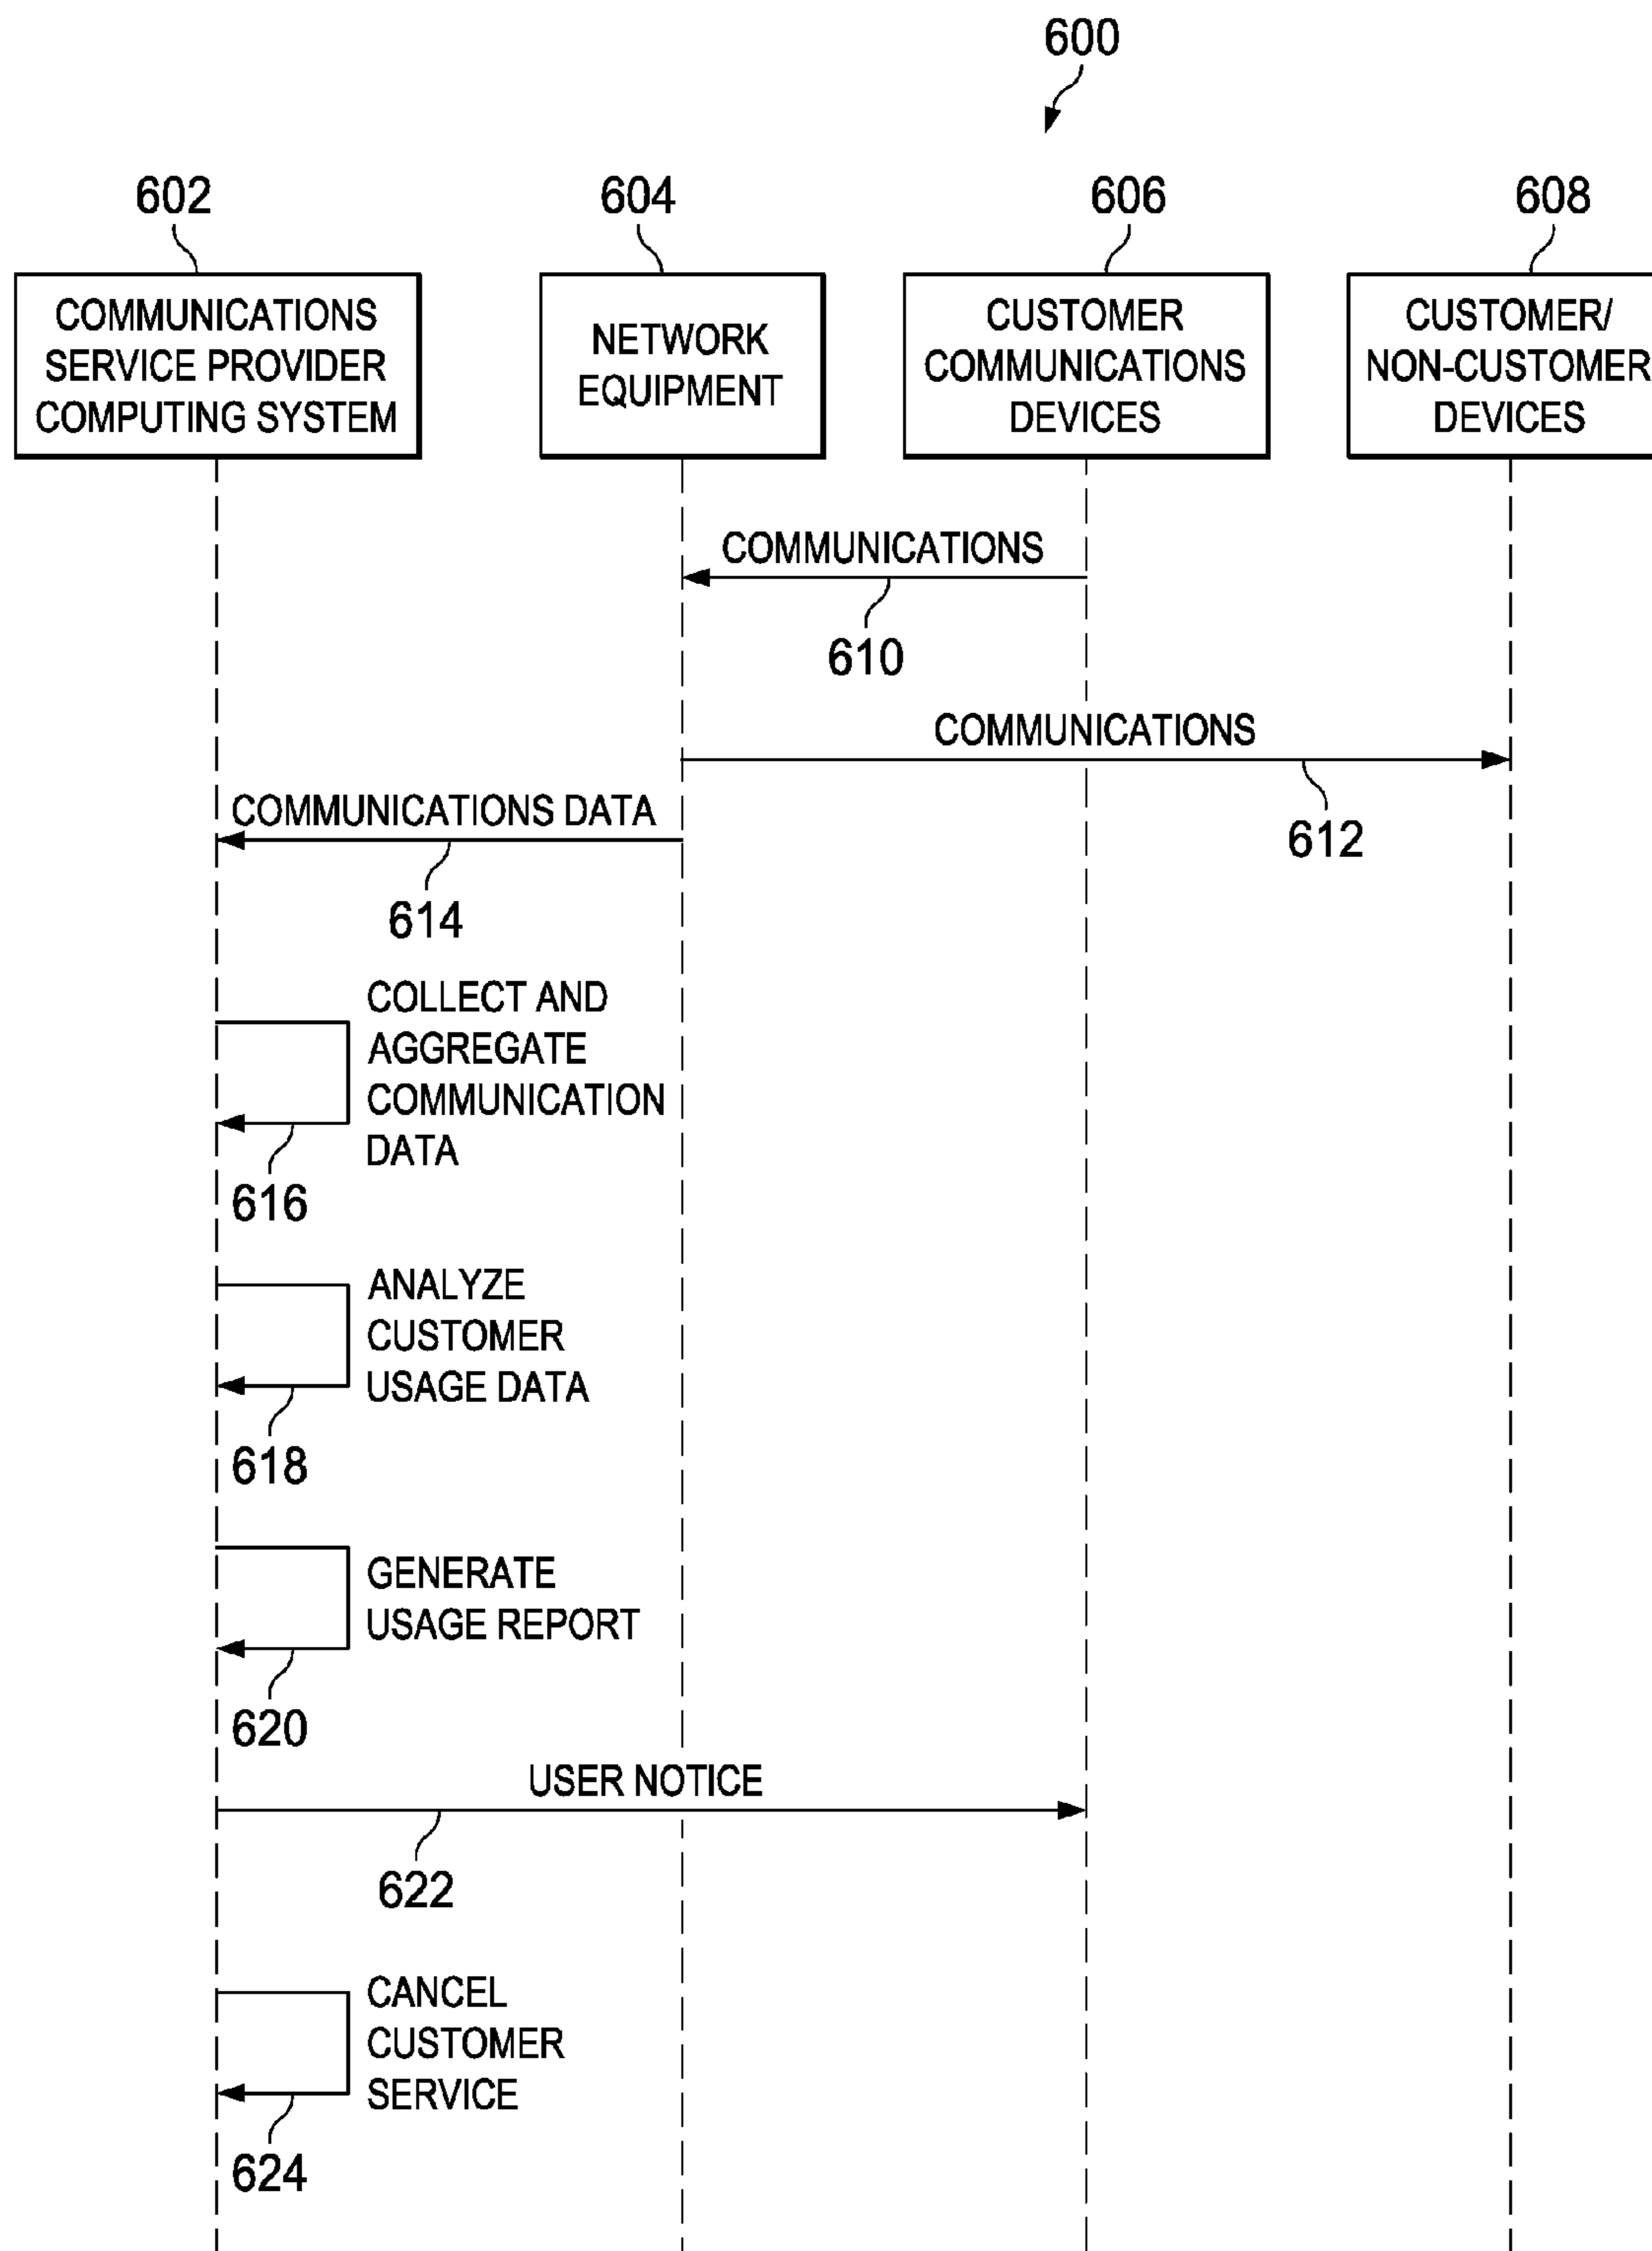 600
602
604
606
608
COMMUNICATIONS
SERVICE PROVIDER
COMPUTING SYSTEM
NETWORK
EQUIPMENT
CUSTOMER
COMMUNICATIONS
DEVICES
CUSTOMER/
NON-CUSTOMER
DEVICES
COMMUNICATIONS
610
COMMUNICATIONS
612
COMMUNICATIONS DATA
614
COLLECT AND
AGGREGATE
COMMUNICATION
DATA
616
ANALYZE
CUSTOMER
USAGE DATA
618
GENERATE
USAGE REPORT
620
USER NOTICE
622
CANCEL
CUSTOMER
SERVICE
624